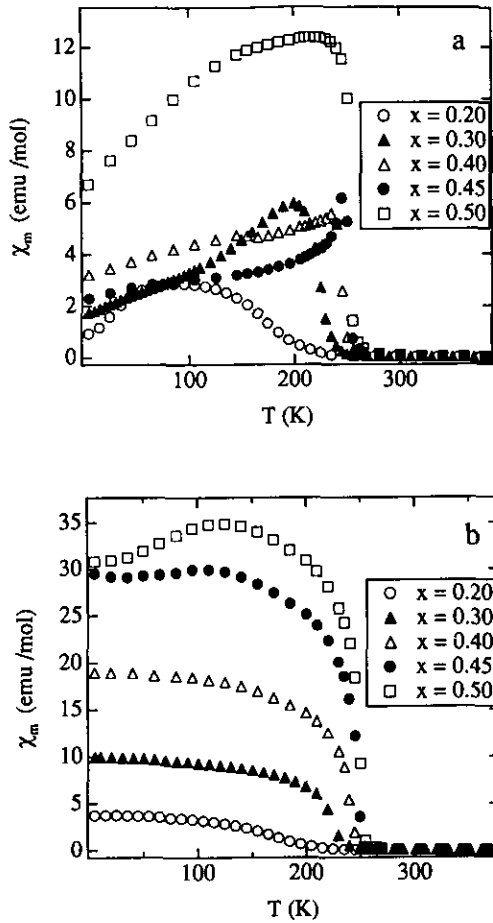 a
12
10
8
6
4
2
0
χm (emu /mol)
x = 0.20
x = 0.30
x = 0.40
x = 0.45
x = 0.50
100
200
300
T (K)
b
35
30
25
20
15
10
5
0
χm (emu /mol)
x = 0.20
x = 0.30
x = 0.40
x = 0.45
x = 0.50
0
100
200
300
T (K)